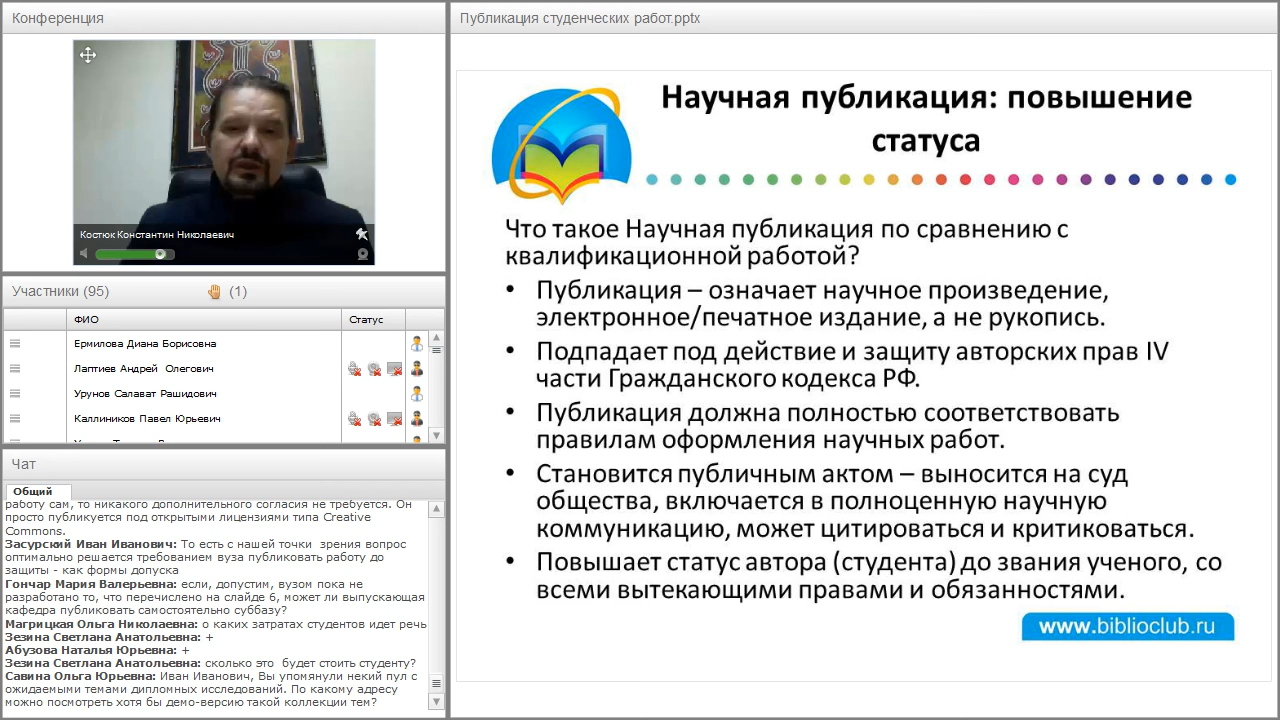 Конференция
Костюк Константин Николаевич
Участники (95)
(1)
ФИО
Статус
Ермилова Диана Борисовна
Лаптиев Андрей Олегович
Урунов Салават Рашидович
Каллиников Павел Юрьевич
Чат
Общий
работу сам, то никакого дополнительного согласия не требуется. Он
просто публикуется под открытыми лицензиями типа Creative
Commons.
Засурский Иван Иванович: То есть с нашей точки зрения вопрос
оптимально решается требованием вуза публиковать работу до
защиты - как формы допуска
Гончар Мария Валерьевна: если, допустим, вузом пока не
разработано то, что перечислено на слайде 6, может ли выпускающая
кафедра публиковать самостоятельно суббазу?
Магрицкая Ольга Николаевна: о каких затратах студентов идет речь
Зезина Светлана Анатольевна: +
Абузова Наталья Юрьевна: +
Зезина Светлана Анатольевна: сколько это будет стоить студенту?
Савина Ольга Юрьевна: Иван Иванович, Вы упомянули некий пул с
ожидаемыми темами дипломных исследований. По какому адресу
можно посмотреть хотя бы демо-версию такой коллекции тем?
Публикация студенческих работ.pptx
Научная публикация: повышение
статуса
Что такое Научная публикация по сравнению с
квалификационной работой?
• Публикация – означает научное произведение,
электронное/печатное издание, а не рукопись.
• Подпадает под действие и защиту авторских прав IV
части Гражданского кодекса РФ.
• Публикация должна полностью соответствовать
правилам оформления научных работ.
• Становится публичным актом – выносится на суд
общества, включается в полноценную научную
коммуникацию, может цитироваться и критиковаться.
• Повышает статус автора (студента) до звания ученого, со
всеми вытекающими правами и обязанностями.
www.biblioclub.ru